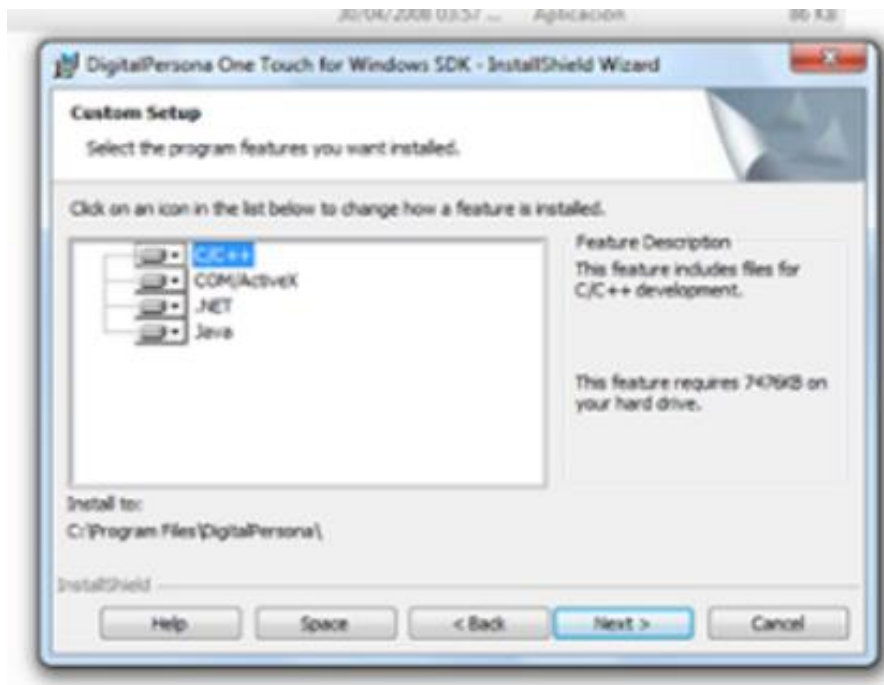 30/04/2008 03:57 ... Aplicación 86 KB
DigitalPersona One Touch for Windows SDK - InstallShield Wizard
Custom Setup
Select the program features you want installed.
Click on an icon in the list below to change how a feature is installed.
C/C++
COM/ActiveX
.NET
Java
Feature Description
This feature includes files for
C/C++ development.
This feature requires 7476KB on
your hard drive.
Install to:
C:\Program Files\DigitalPersona\
InstallShield
Help
Space
< Back
Next >
Cancel